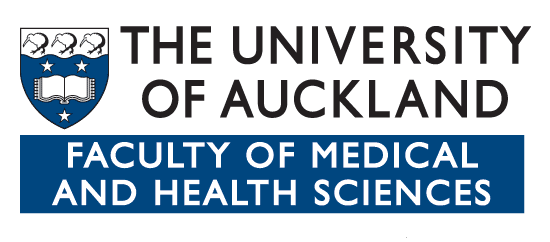 THE UNIVERSITY
OF AUCKLAND
FACULTY OF MEDICAL
AND HEALTH SCIENCES